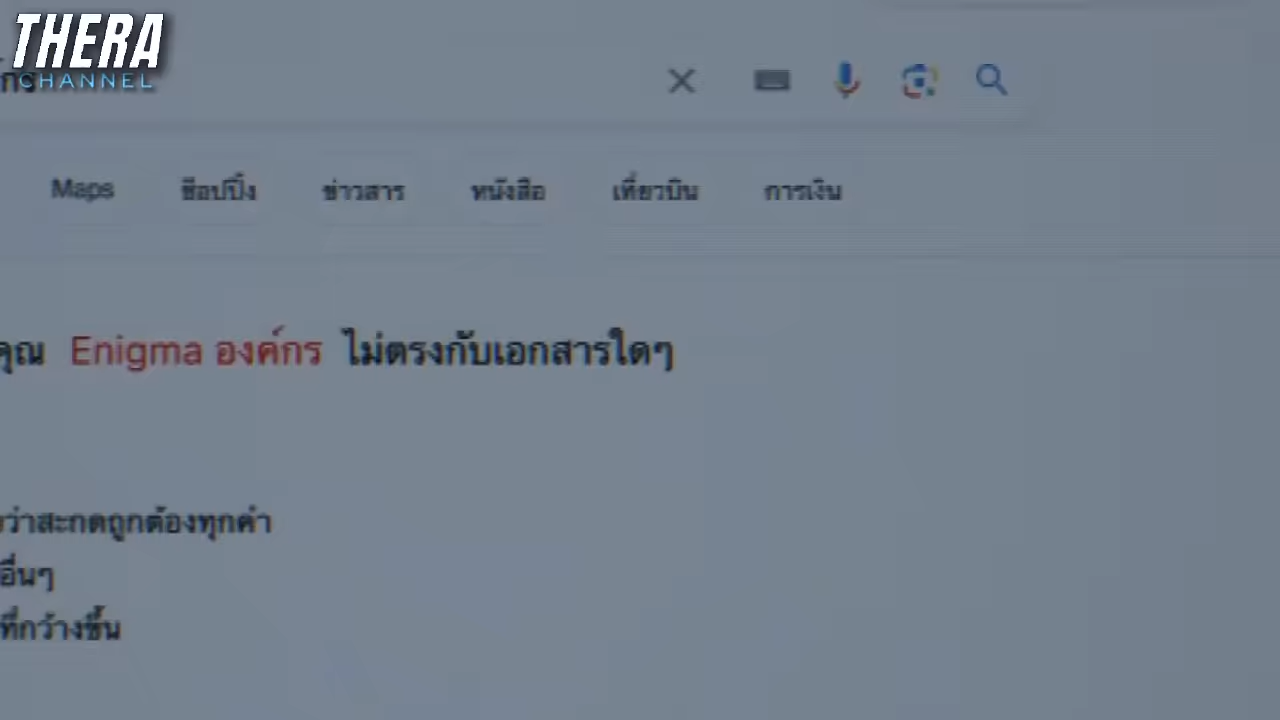 THERA
CHANNEL
กร
Maps ช็อปปิ้ง ข่าวสาร หนังสือ เที่ยวบิน การเงิน
คุณ Enigma องค์กร ไม่ตรงกับเอกสารใดๆ
ว่าสะกดถูกต้องทุกคำ
อื่นๆ
ที่กว้างขึ้น